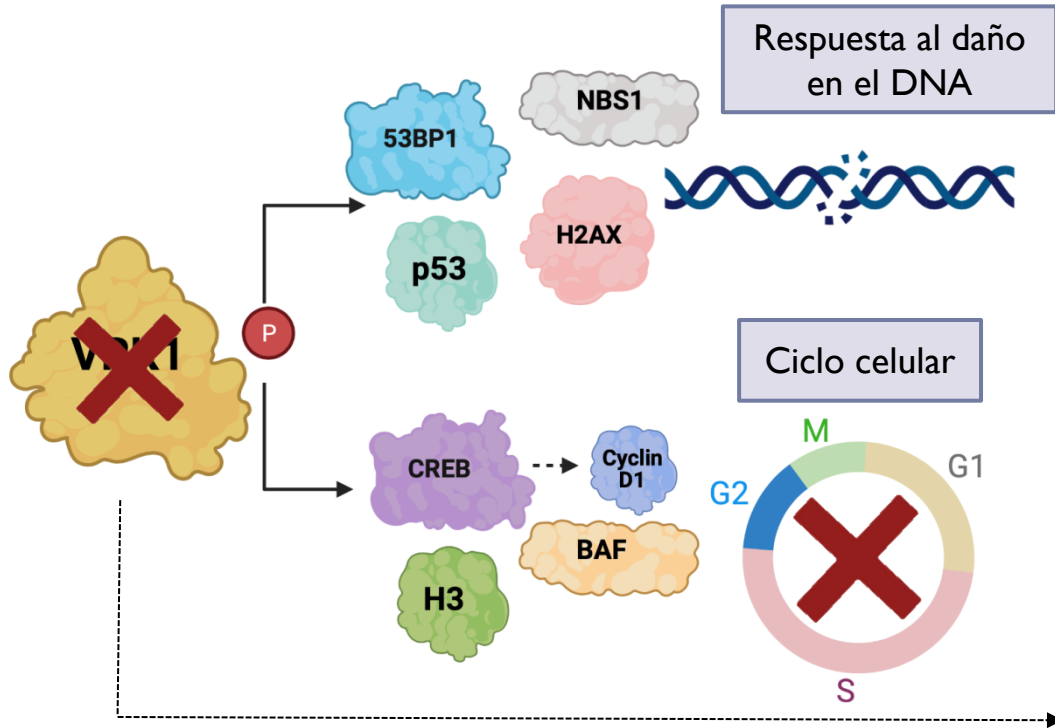 Respuesta al daño
en el DNA
NBS1
53BP1
H2AX
p53
P
VRK1
Ciclo celular
M
G1
G2
CREB
Cyclin
D1
BAF
H3
S